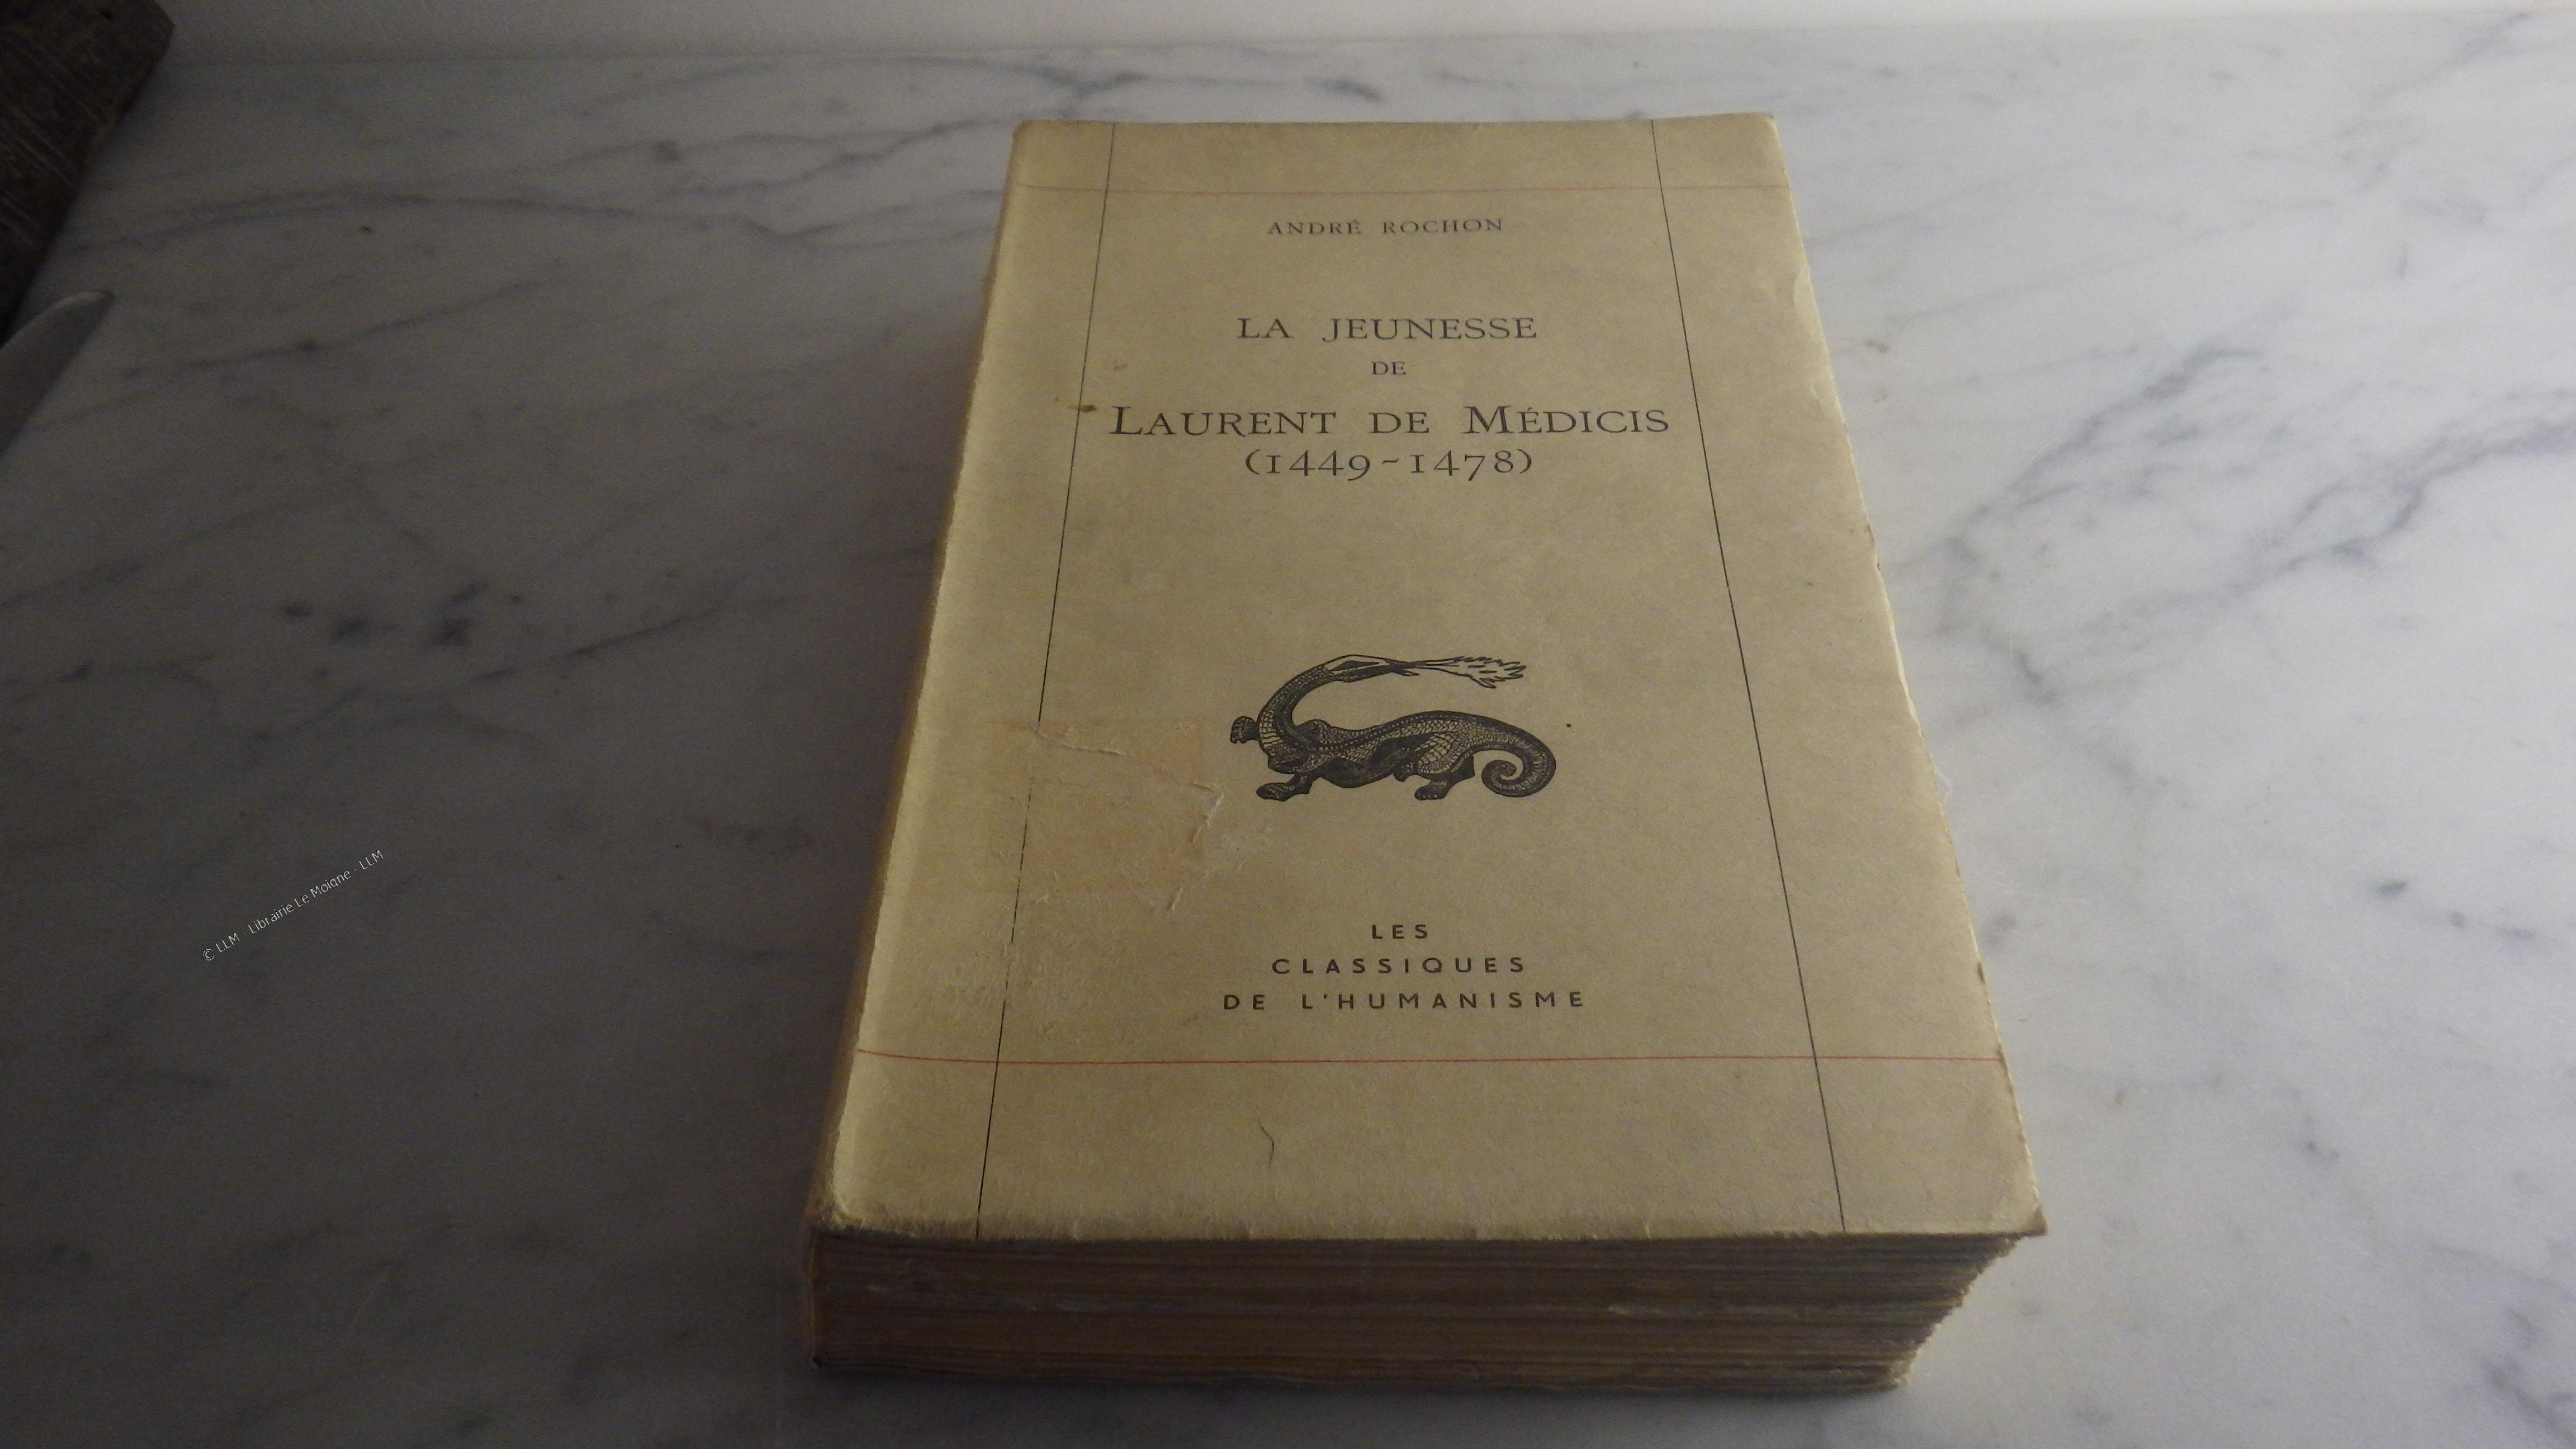 ANDRÉ ROCHON
LA JEUNESSE
DE
LAURENT DE MÉDICIS
(1449-1478)
LES
CLASSIQUES
DE L'HUMANISME
© LLM - Librairie Le Moigne - LLM